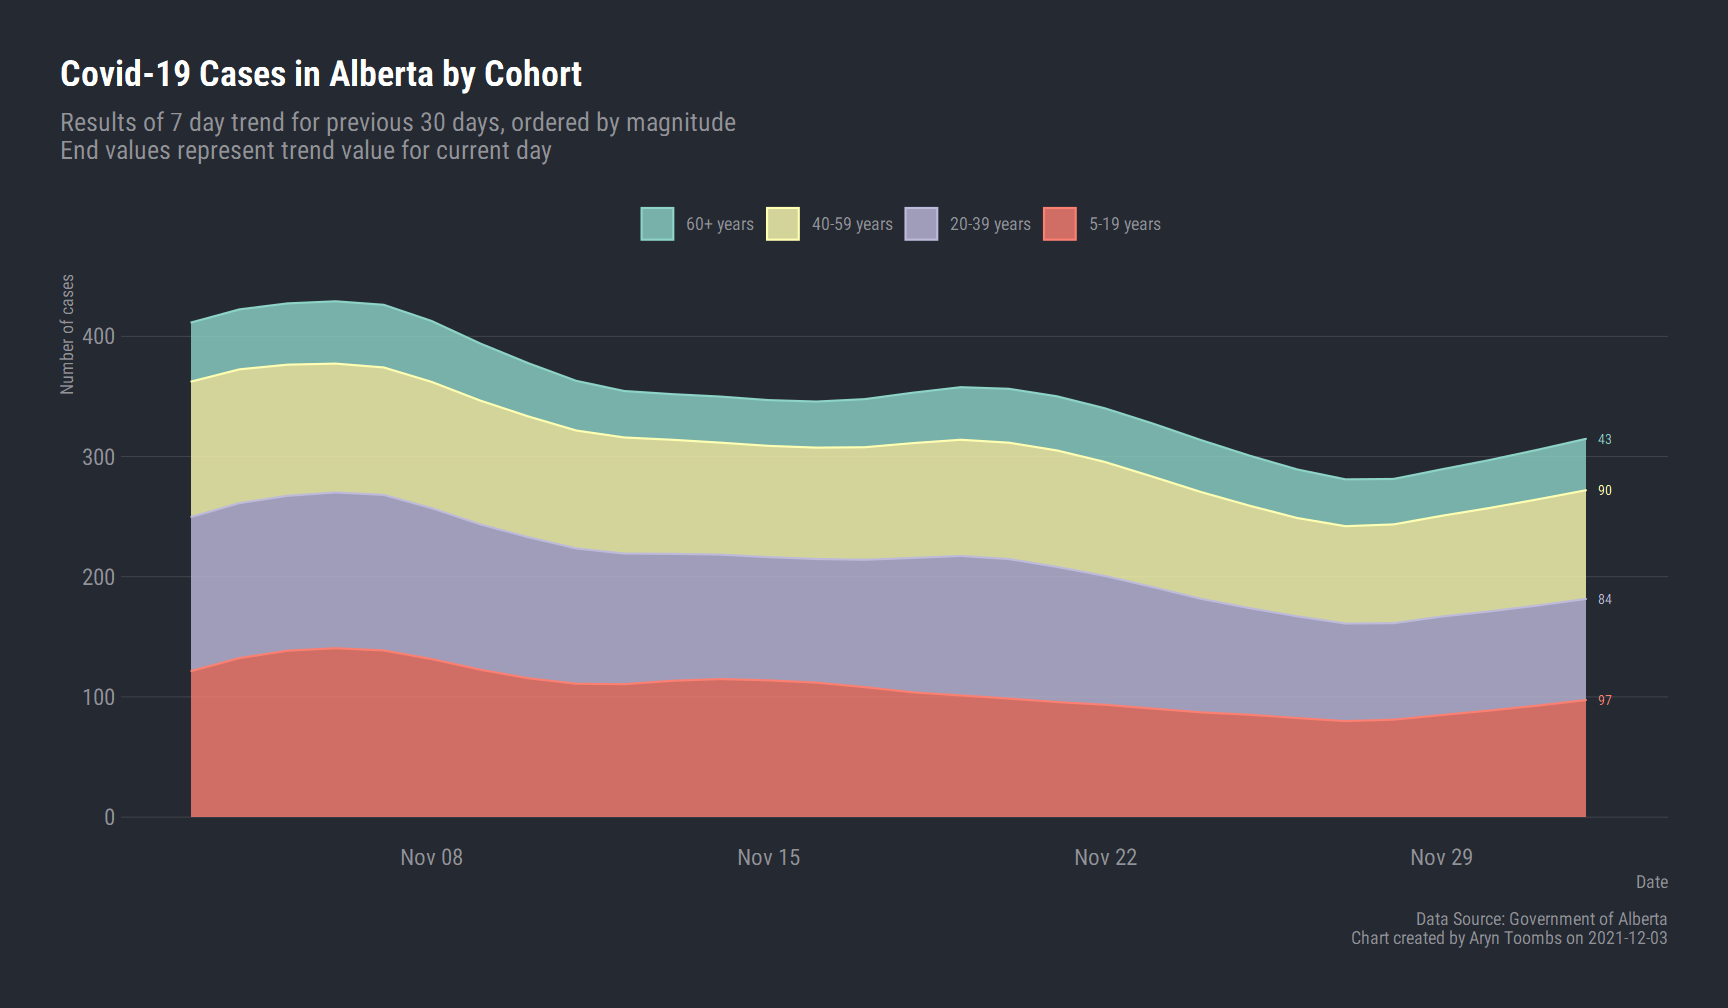 Covid-19 Cases in Alberta by Cohort
Results of 7 day trend for previous 30 days, ordered by magnitude
End values represent trend value for current day
60+ years
40-59 years
20-39 years
5-19 years
Number of cases
400
300
200
100
0
43
90
84
97
Nov 08
Nov 15
Nov 22
Nov 29
Date
Data Source: Government of Alberta
Chart created by Aryn Toombs on 2021-12-03